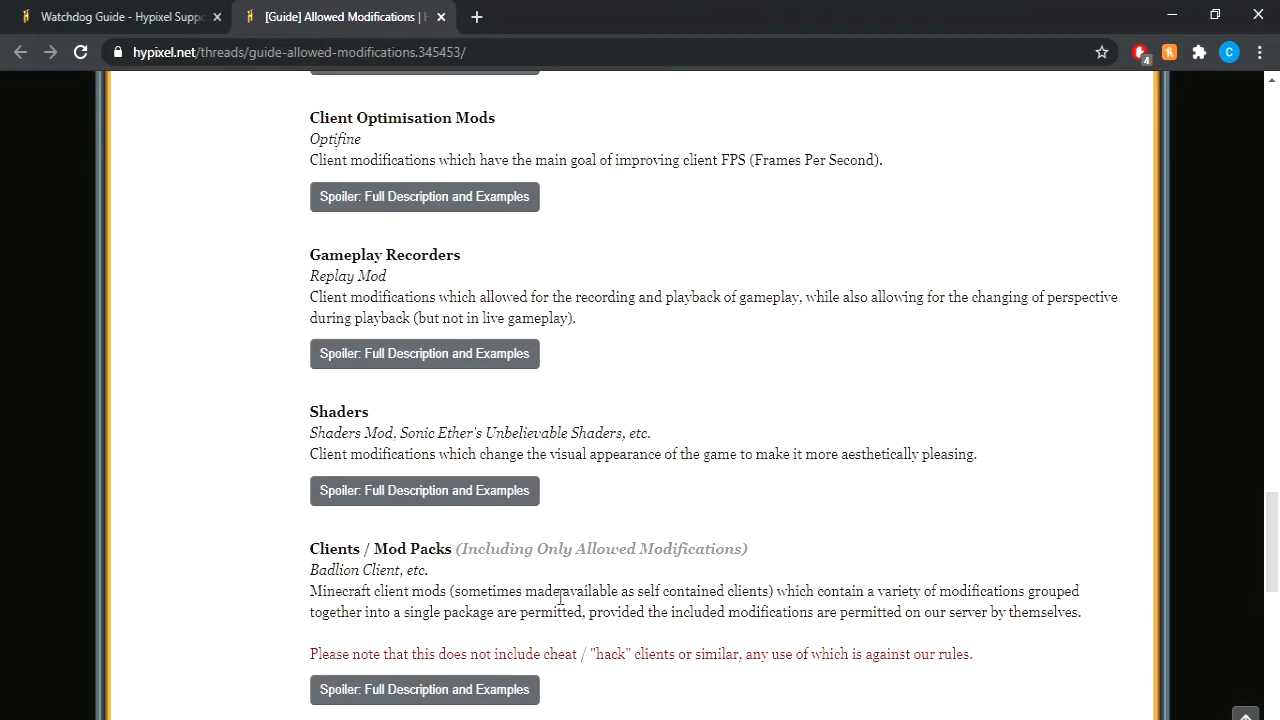 Watchdog Guide - Hypixel Suppo
[Guide] Allowed Modifications | H
hypixel.net/threads/guide-allowed-modifications.345453/
4
C
Client Optimisation Mods
Optifine
Client modifications which have the main goal of improving client FPS (Frames Per Second).
Spoiler: Full Description and Examples
Gameplay Recorders
Replay Mod
Client modifications which allowed for the recording and playback of gameplay, while also allowing for the changing of perspective
during playback (but not in live gameplay).
Spoiler: Full Description and Examples
Shaders
Shaders Mod, Sonic Ether's Unbelievable Shaders, etc.
Client modifications which change the visual appearance of the game to make it more aesthetically pleasing.
Spoiler: Full Description and Examples
Clients / Mod Packs (Including Only Allowed Modifications)
Badlion Client, etc.
Minecraft client mods (sometimes made available as self contained clients) which contain a variety of modifications grouped
together into a single package are permitted, provided the included modifications are permitted on our server by themselves.
Please note that this does not include cheat / "hack" clients or similar, any use of which is against our rules.
Spoiler: Full Description and Examples